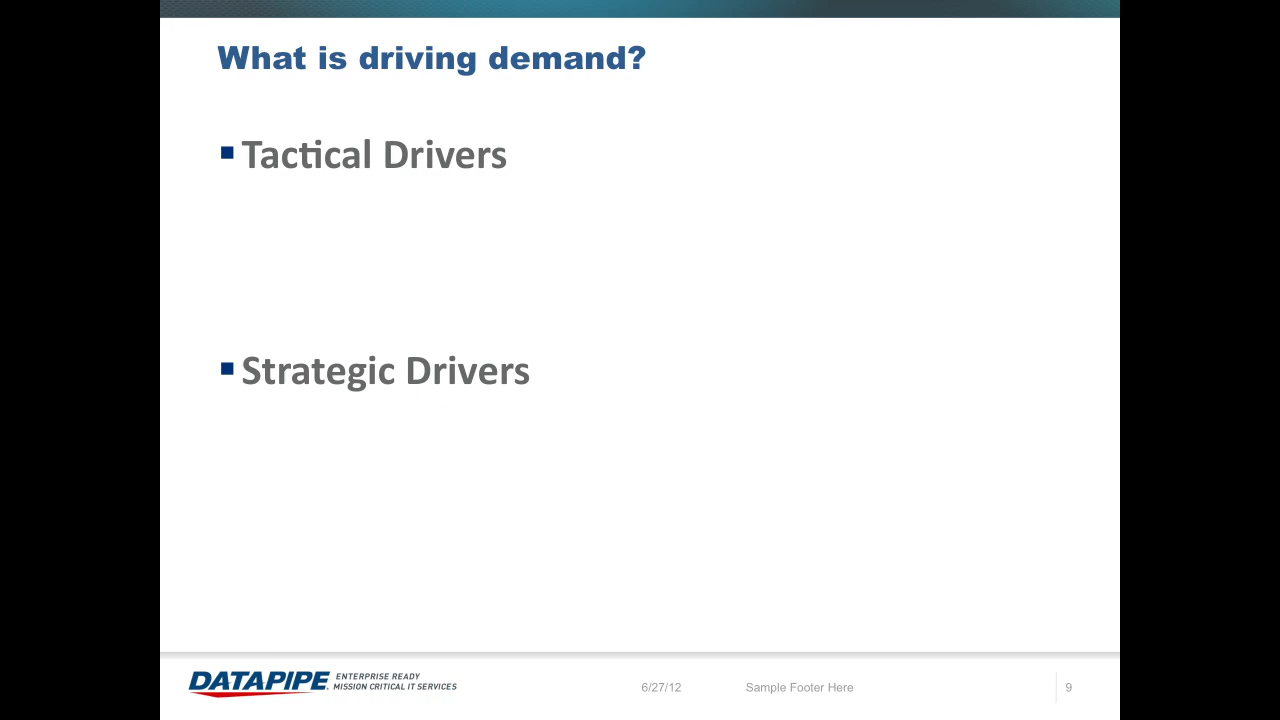 What is driving demand?
Tactical Drivers
Strategic Drivers
DATAPIPE. ENTERPRISE READY
MISSION CRITICAL IT SERVICES
6/27/12 Sample Footer Here 9